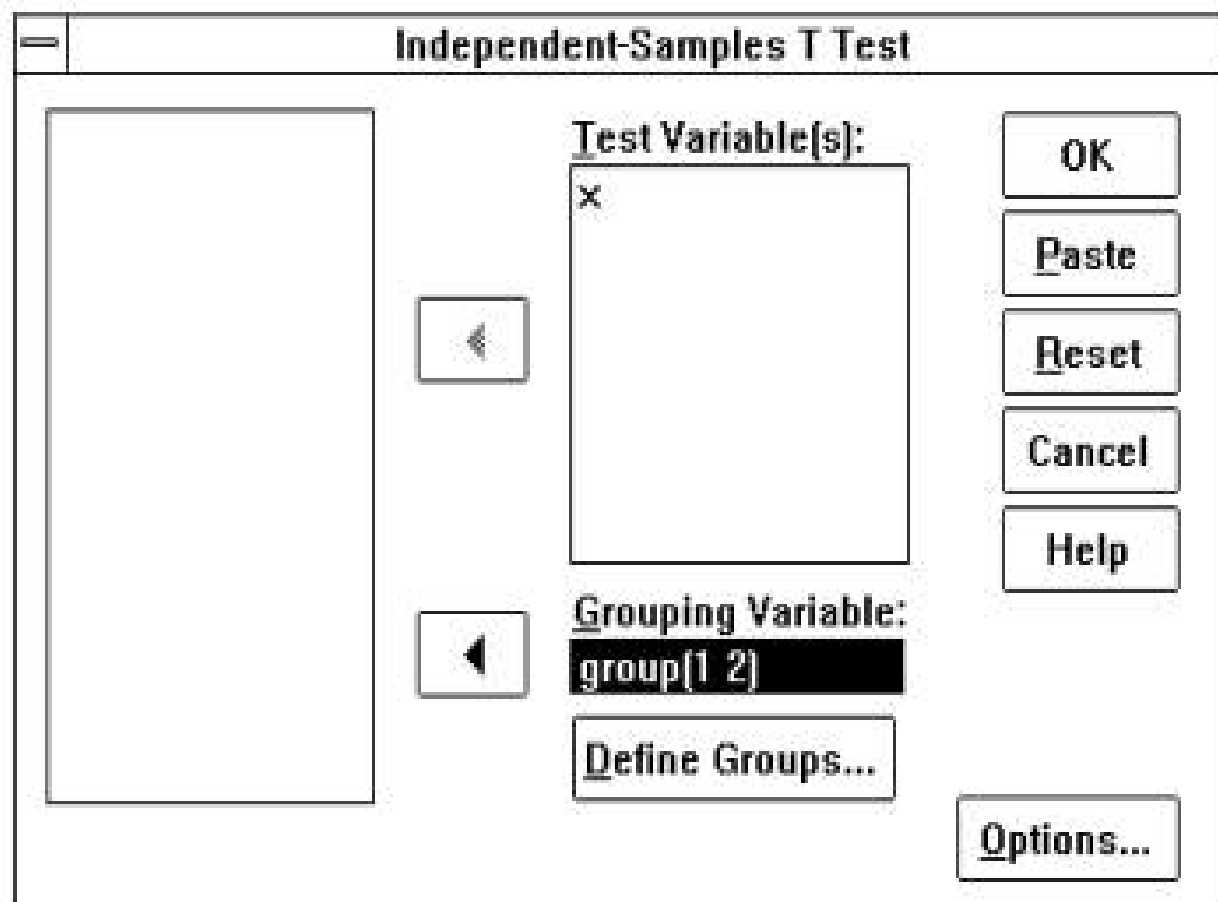 Independent-Samples T Test
Test Variable(s):
x
OK
Paste
Reset
Cancel
Help
Grouping Variable:
group(1 2)
Define Groups...
Options...